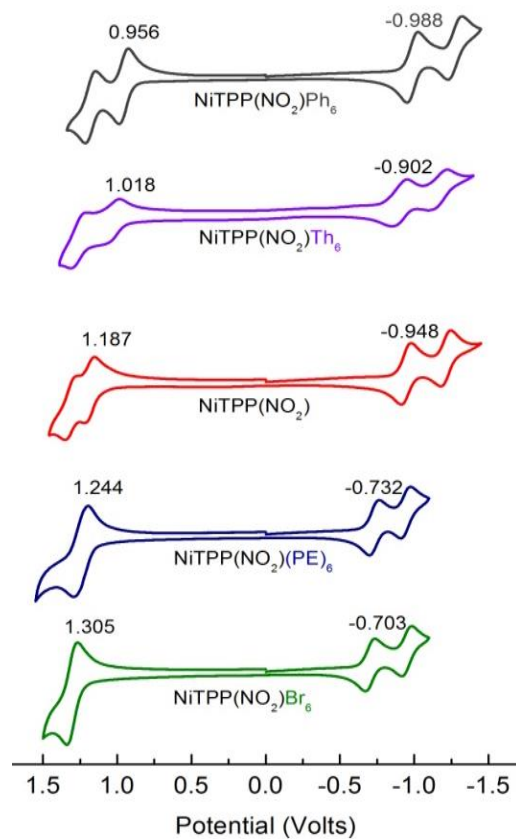 0.956 -0.988
NiTPP(NO₂)Ph₆
1.018 -0.902
NiTPP(NO₂)Th₆
1.187 -0.948
NiTPP(NO₂)
1.244 -0.732
NiTPP(NO₂)(PE)₆
1.305 -0.703
NiTPP(NO₂)Br₆
1.5 1.0 0.5 0.0 -0.5 -1.0 -1.5
Potential (Volts)